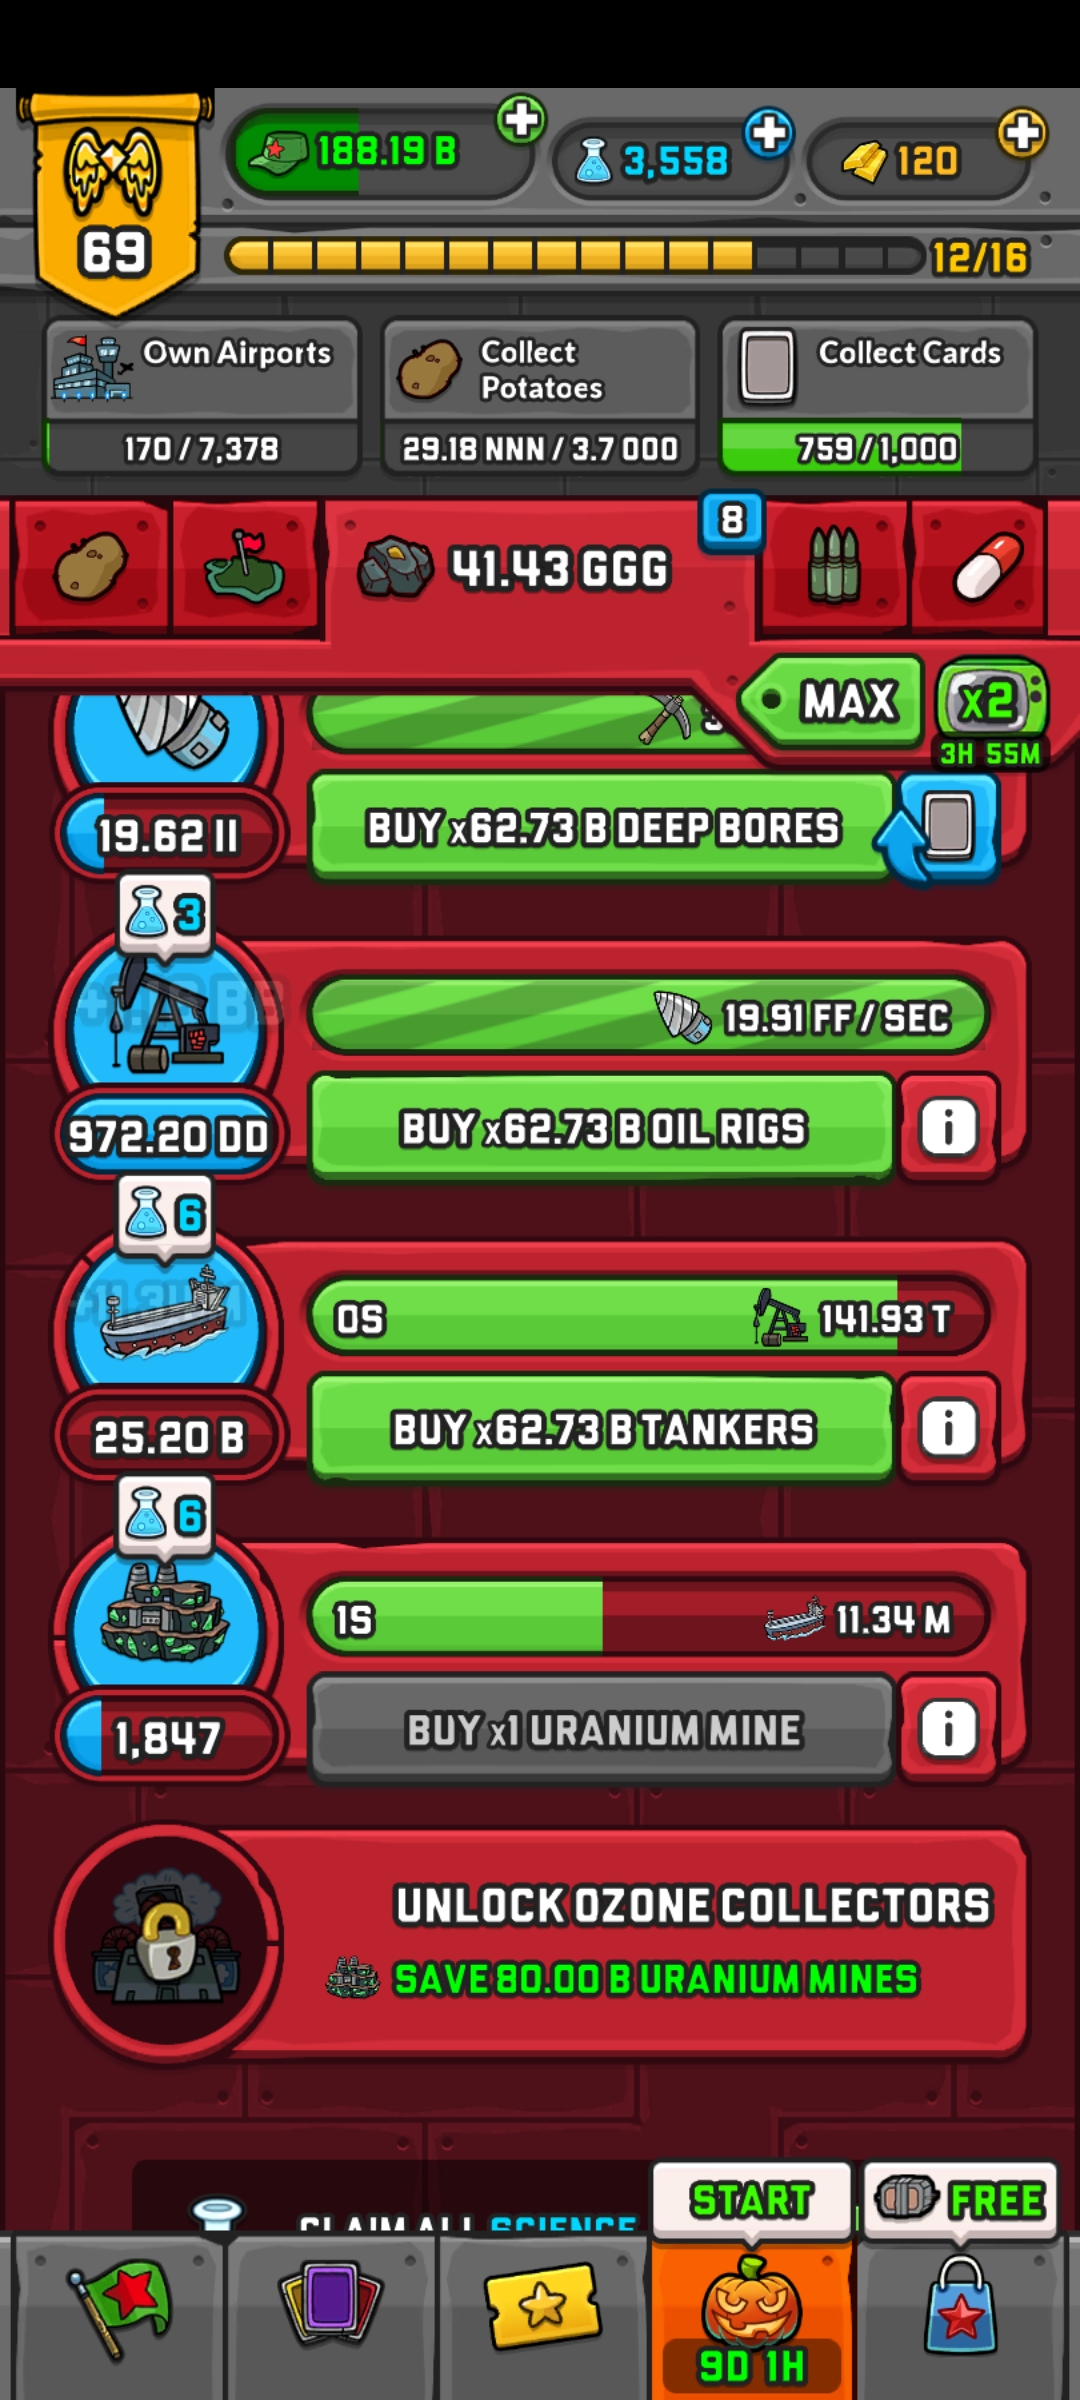 188.19 B
3,558
120
69
12/16
Own Airports
170 / 7,378
Collect
Potatoes
29.18 NNN / 3.7 OOO
Collect Cards
759 / 1,000
41.43 GGG
8
MAX
x2
3H 55M
19.62 II
BUY x62.73 B DEEP BORES
3
19.91 FF / SEC
972.20 DD
BUY x62.73 B OIL RIGS
6
0S
141.93 T
25.20 B
BUY x62.73 B TANKERS
6
1S
11.34 M
1,847
BUY x1 URANIUM MINE
UNLOCK OZONE COLLECTORS
SAVE 80.00 B URANIUM MINES
CLAIM ALL SCIENCE
START
FREE
9D 1H